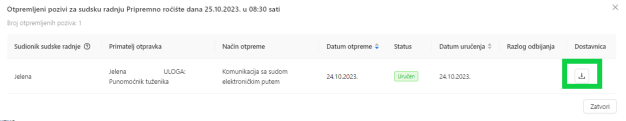 Otpremljeni pozivi za sudsku radnju Pripremno ročište dana 25.10.2023. u 08:30 sati
Broj otpremljenih poziva: 1
Sudionik sudske radnje Primatelj otpravka Način otpreme Datum otpreme Status Datum uručenja Razlog odbijanja Dostavnica
Jelena Jelena ULOGA: Punomoćnik tuženika Komunikacija sa sudom elektroničkim putem 24.10.2023. Uručen 24.10.2023.
Zatvori